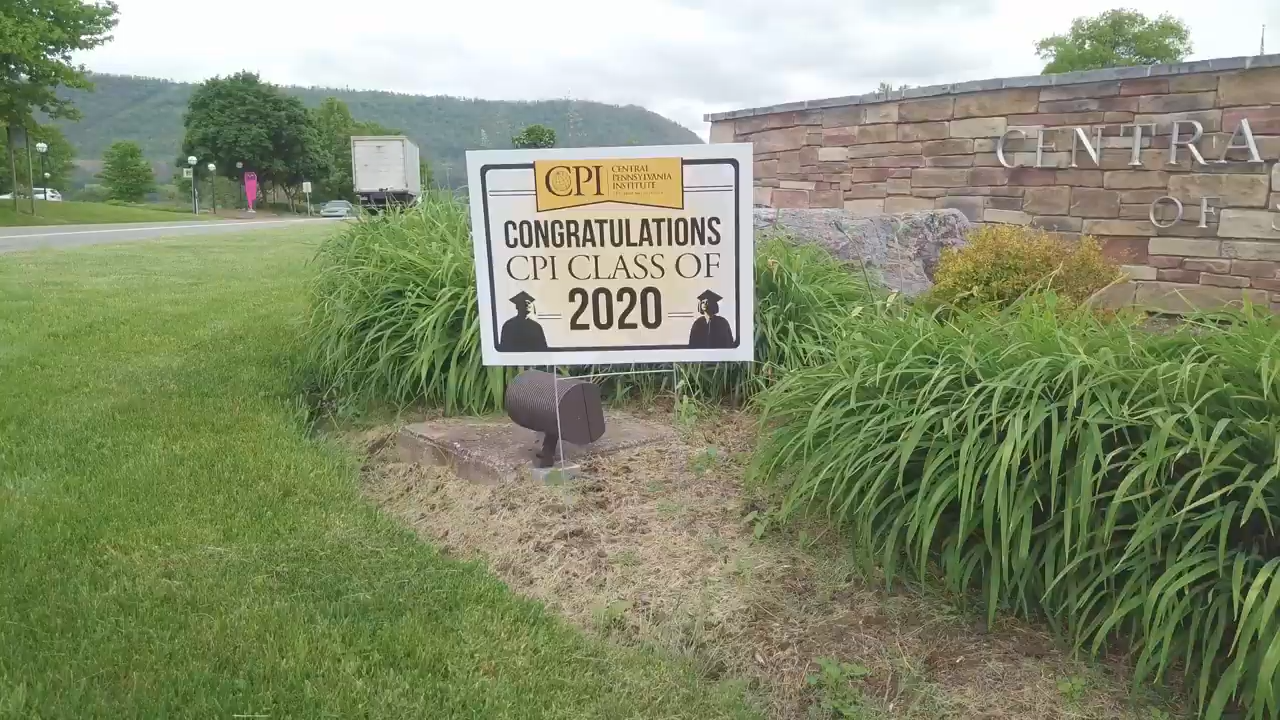 CPI
CENTRAL
PENNSYLVANIA
INSTITUTE
CONGRATULATIONS
CPI CLASS OF
2020
CENTRA
OF